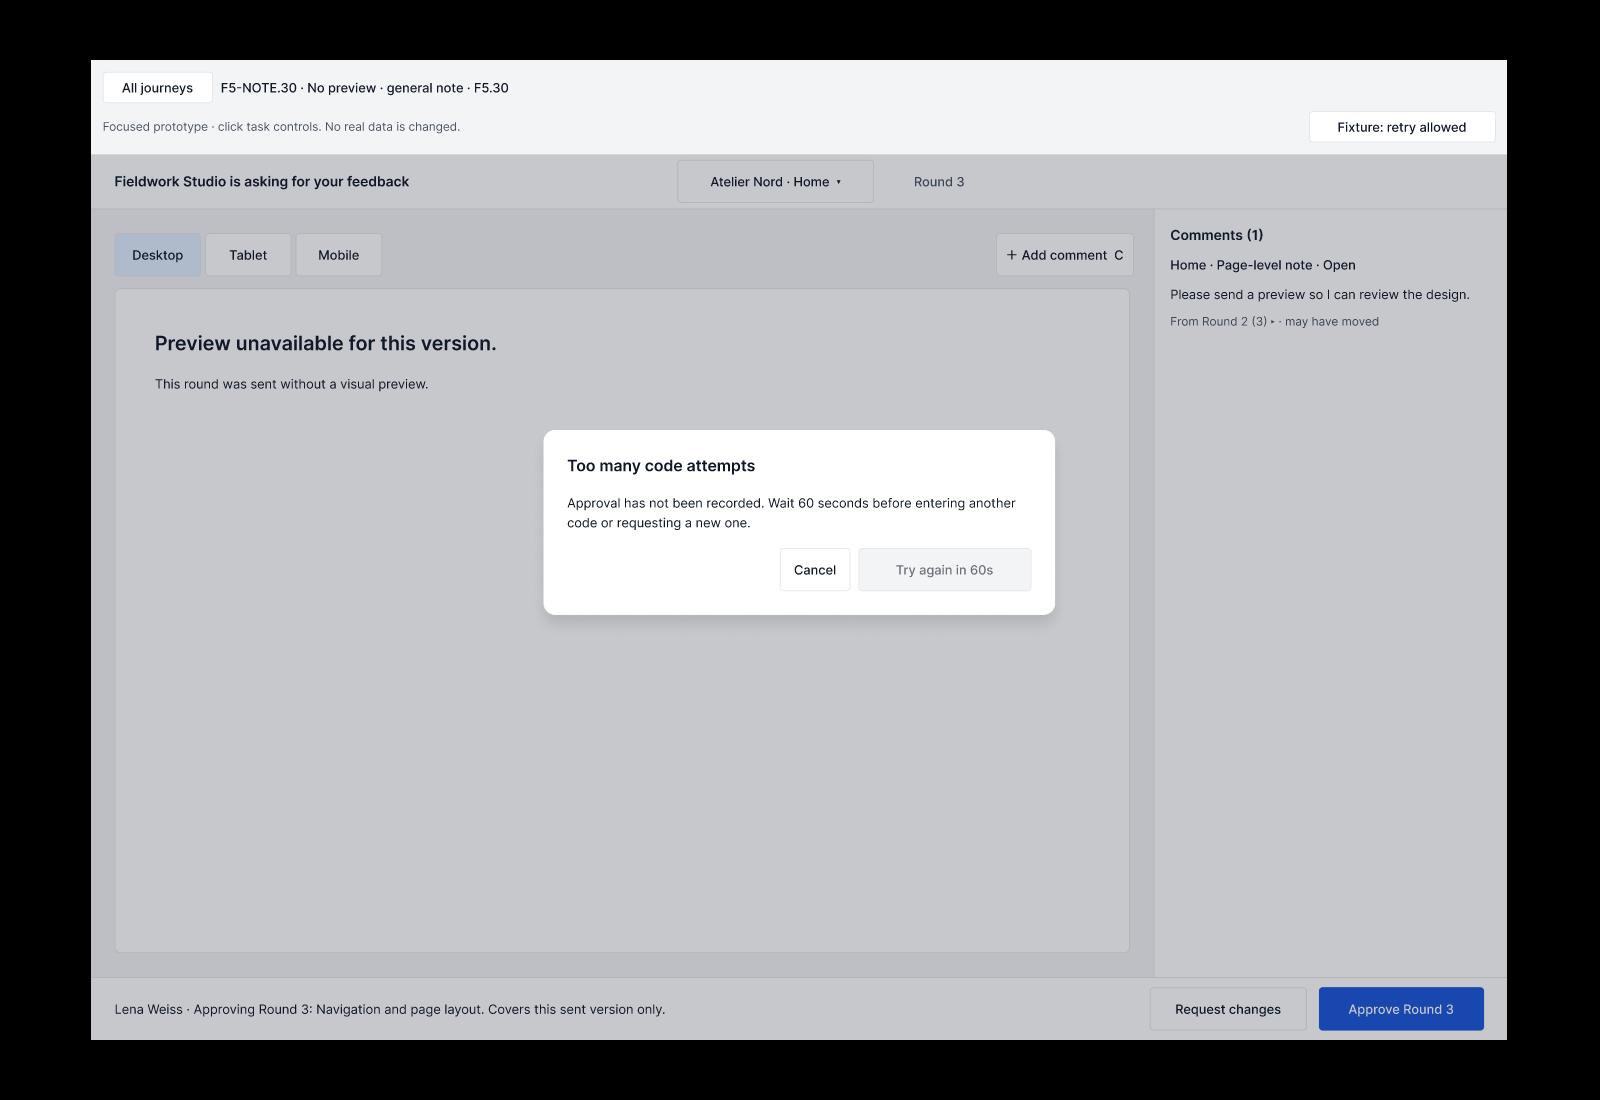 All journeys
F5-NOTE.30 · No preview · general note · F5.30
Focused prototype · click task controls. No real data is changed.
Fixture: retry allowed
Fieldwork Studio is asking for your feedback
Atelier Nord · Home ▾
Round 3
Desktop
Tablet
Mobile
+ Add comment C
Preview unavailable for this version.
This round was sent without a visual preview.
Comments (1)
Home · Page-level note · Open
Please send a preview so I can review the design.
From Round 2 (3) ▸ · may have moved
Too many code attempts
Approval has not been recorded. Wait 60 seconds before entering another
code or requesting a new one.
Cancel
Try again in 60s
Lena Weiss · Approving Round 3: Navigation and page layout. Covers this sent version only.
Request changes
Approve Round 3